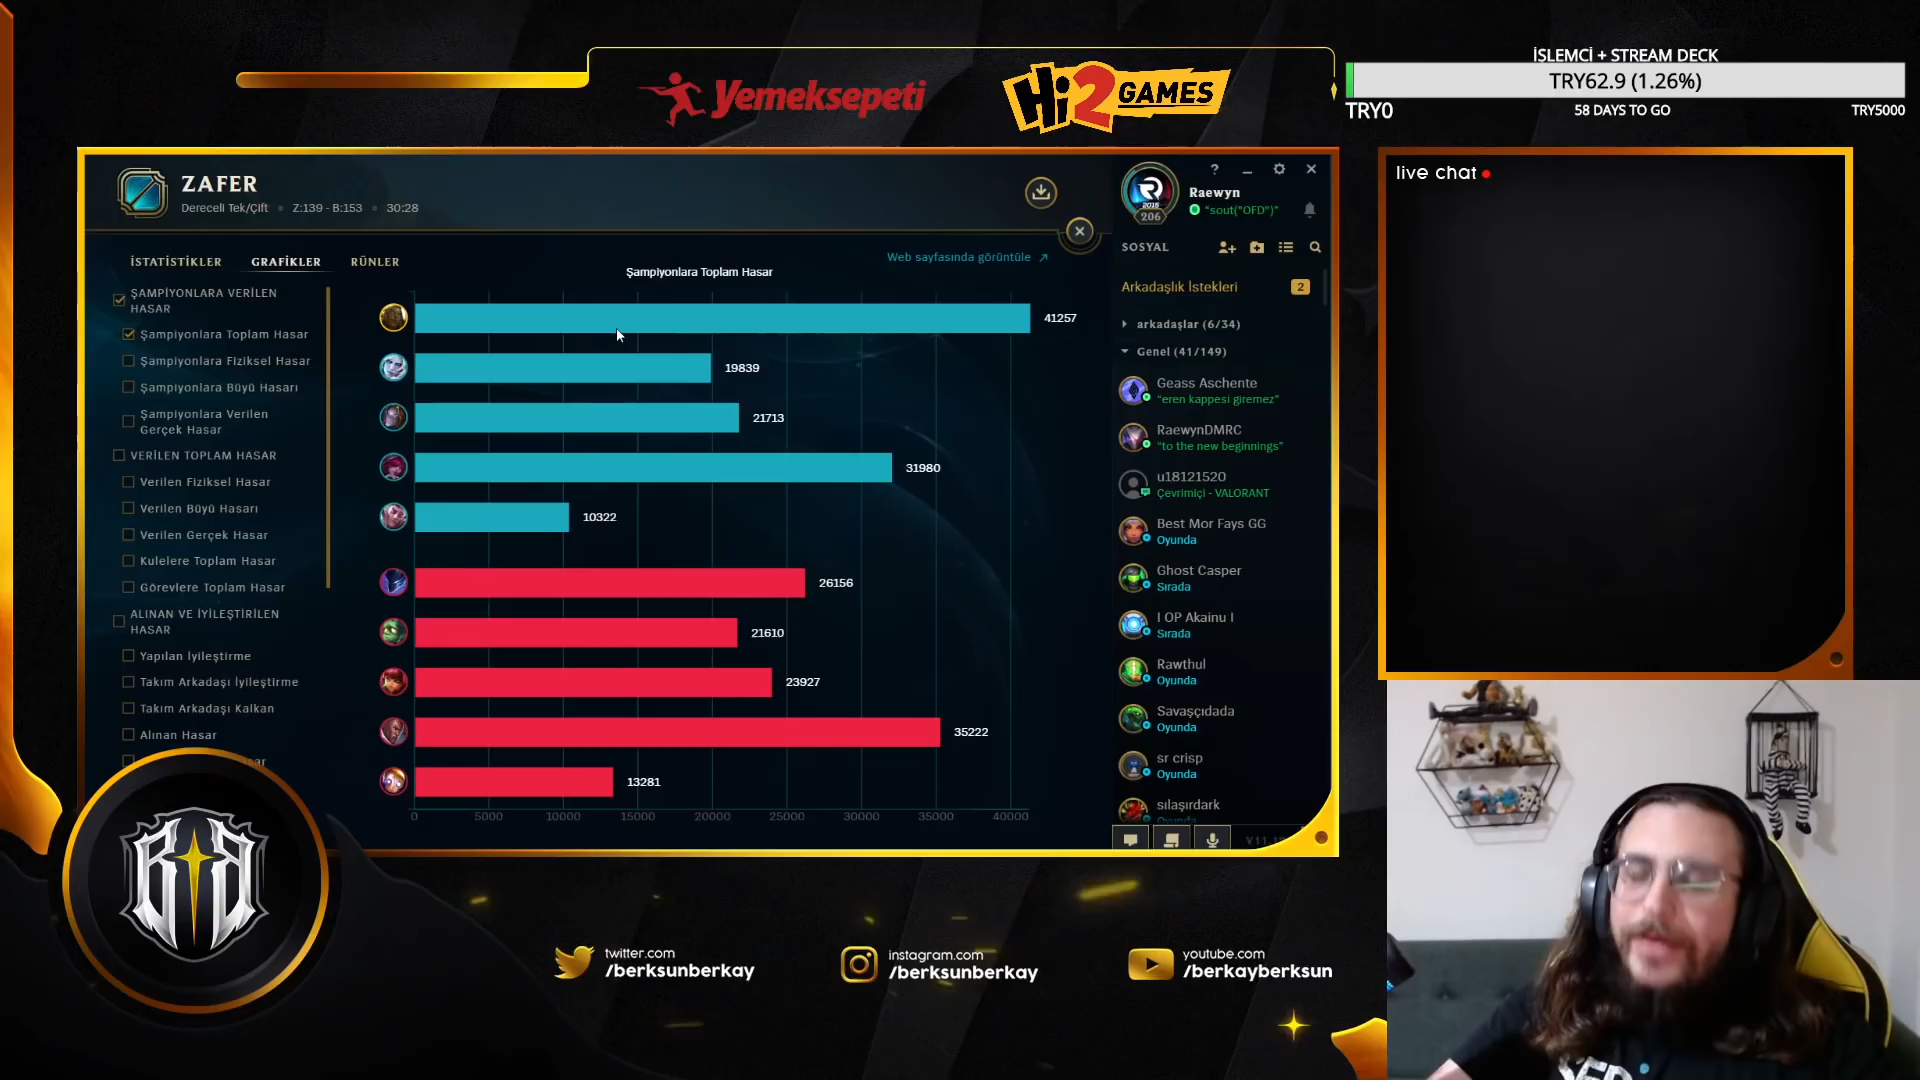 Yemeksepeti
Hi2 GAMES
İSLEMCİ + STREAM DECK
TRY62.9 (1.26%)
TRY0
58 DAYS TO GO
TRY5000
live chat
ZAFER
Dereceli Tek/Çift • Z:139 - B:153 • 30:28
İSTATİSTİKLER
GRAFİKLER
RÜNLER
Web sayfasında görüntüle
Şampiyonlara Toplam Hasar
ŞAMPİYONLARA VERİLEN
HASAR
Şampiyonlara Toplam Hasar
Şampiyonlara Fiziksel Hasar
Şampiyonlara Büyü Hasarı
Şampiyonlara Verilen
Gerçek Hasar
VERİLEN TOPLAM HASAR
Verilen Fiziksel Hasar
Verilen Büyü Hasarı
Verilen Gerçek Hasar
Kulelere Toplam Hasar
Görevlere Toplam Hasar
ALINAN VE İYİLEŞTİRİLEN
HASAR
Yapılan İyileştirme
Takım Arkadaşı İyileştirme
Takım Arkadaşı Kalkan
Alınan Hasar
41257
19839
21713
31980
10322
26156
21610
23927
35222
13281
0 5000 10000 15000 20000 25000 30000 35000 40000
2016
206
?
Raewyn
"sout("OFD")"
SOSYAL
Arkadaşlık İstekleri
2
arkadaşlar (6/34)
Genel (41/149)
Geass Aschente
"eren kappesi giremez"
RaewynDMRC
"to the new beginnings"
u18121520
Çevrimiçi - VALORANT
Best Mor Fays GG
Oyunda
Ghost Casper
Sırada
I OP Akainu I
Sırada
Rawthul
Oyunda
Savaşçıdada
Oyunda
sr crisp
Oyunda
sılaşırdark
Oyunda
twitter.com
/berksunberkay
instagram.com
/berksunberkay
youtube.com
/berkayberksun